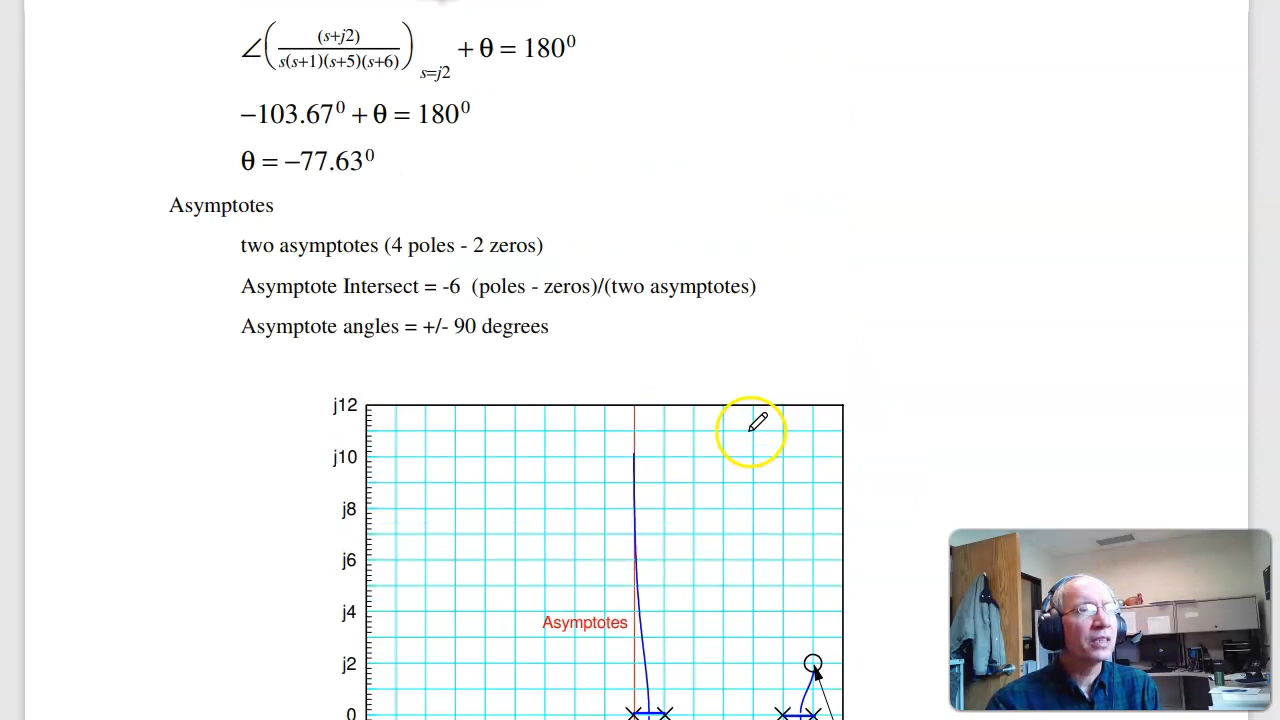 ∠((s+j2)/(s(s+1)(s+5)(s+6)))s=j2 + θ = 180⁰
−103.67⁰ + θ = 180⁰
θ = −77.63⁰
Asymptotes
two asymptotes (4 poles - 2 zeros)
Asymptote Intersect = -6 (poles - zeros)/(two asymptotes)
Asymptote angles = +/- 90 degrees
j12
j10
j8
j6
j4
Asymptotes
j2
0